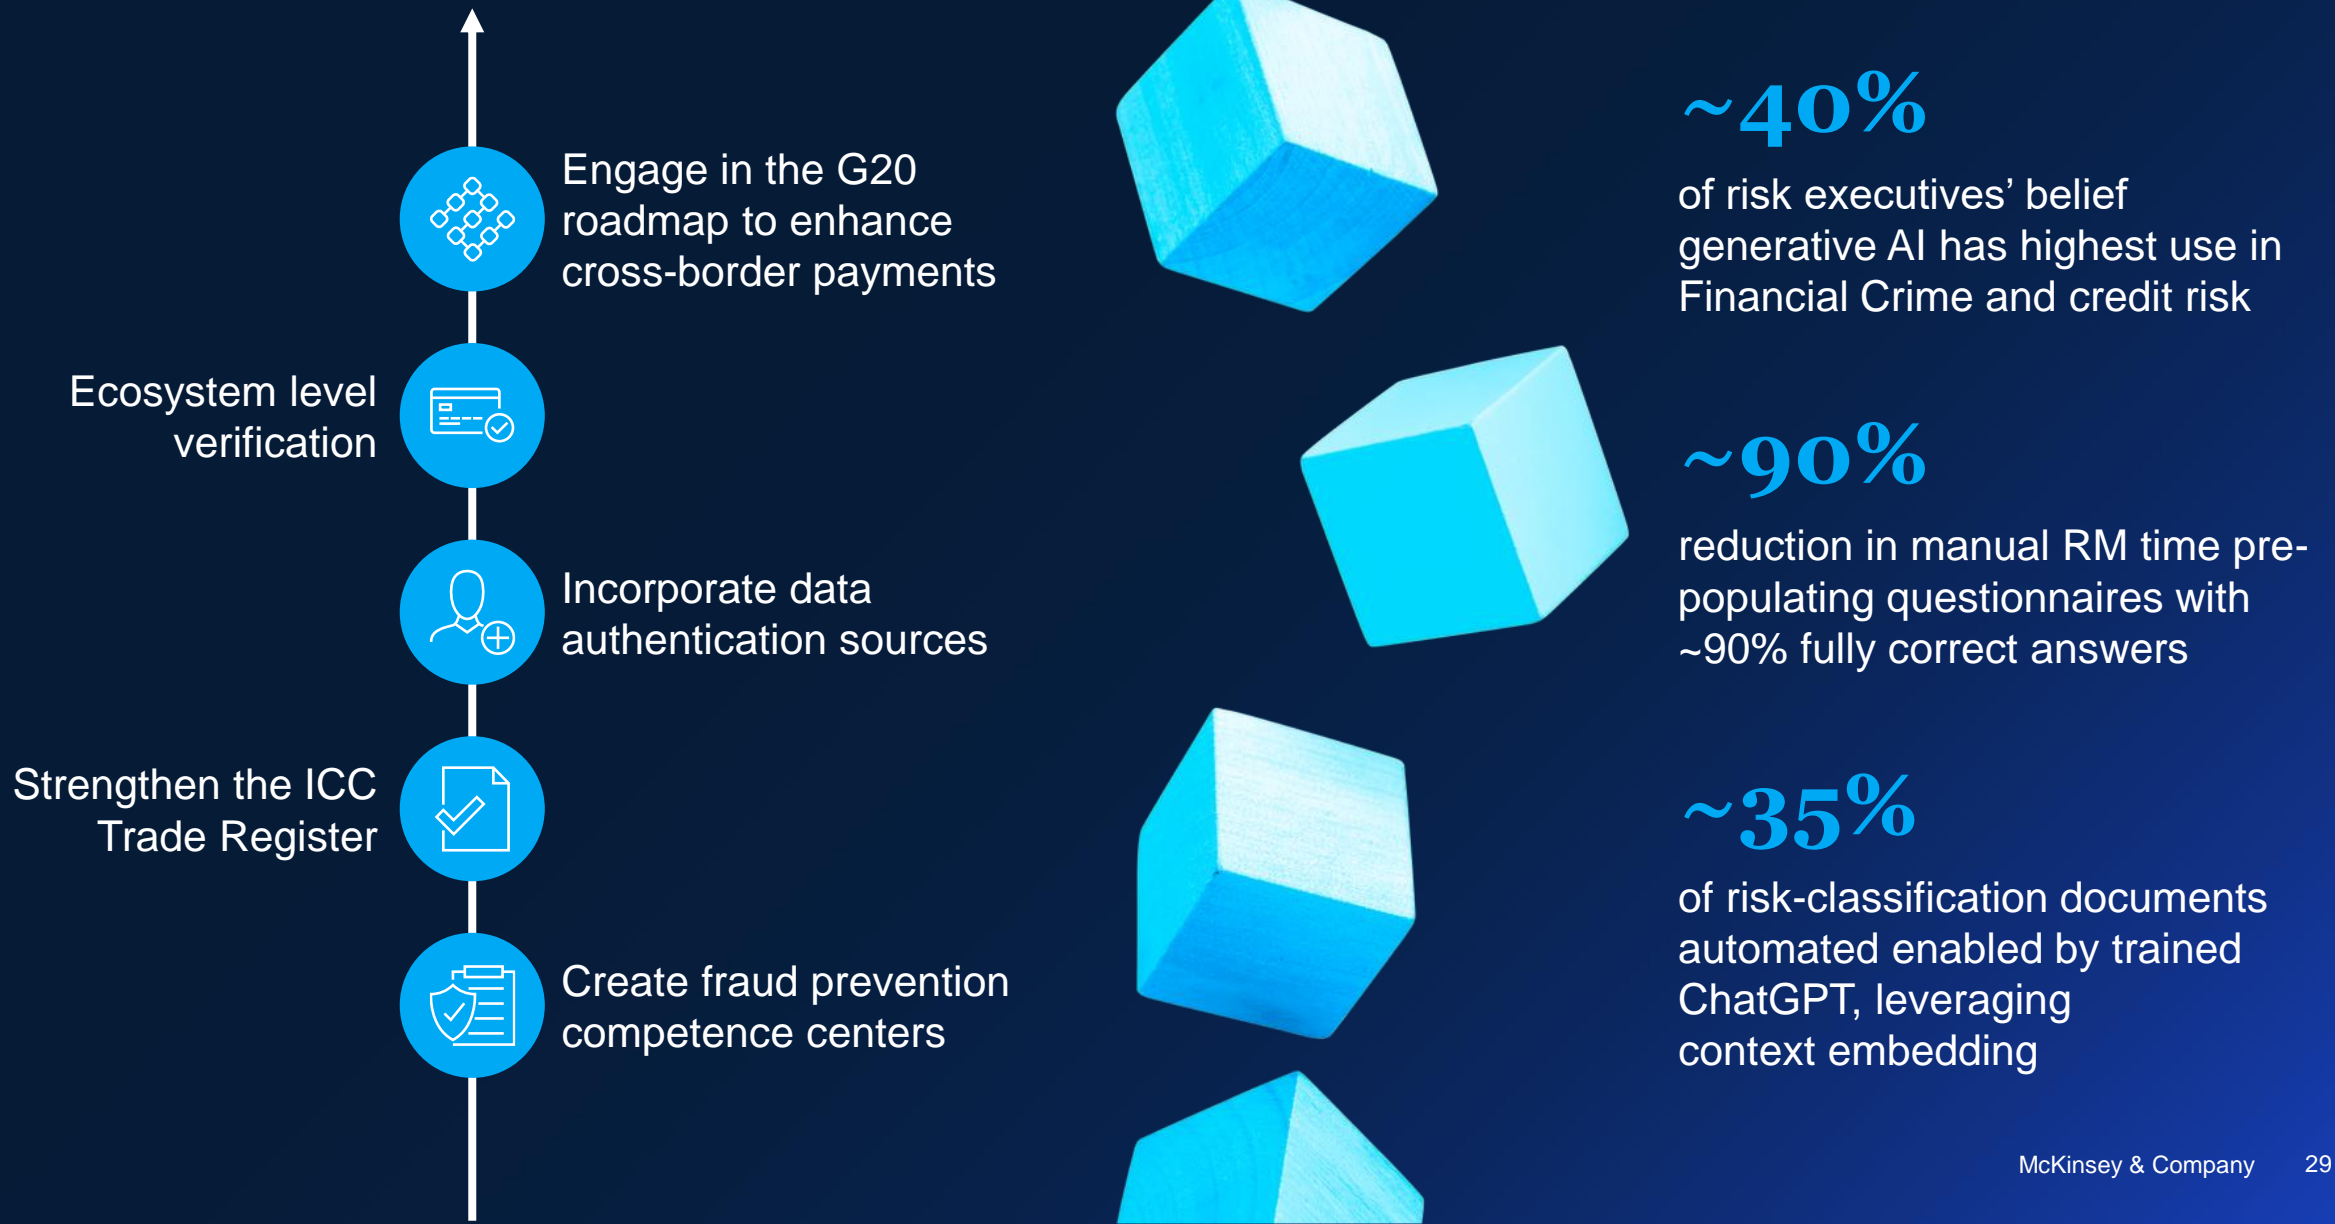 Engage in the G20
roadmap to enhance
cross-border payments
Ecosystem level
verification
Incorporate data
authentication sources
Strengthen the ICC
Trade Register
Create fraud prevention
competence centers
~40%
of risk executives’ belief
generative AI has highest use in
Financial Crime and credit risk
~90%
reduction in manual RM time pre-
populating questionnaires with
~90% fully correct answers
~35%
of risk-classification documents
automated enabled by trained
ChatGPT, leveraging
context embedding
McKinsey & Company 29